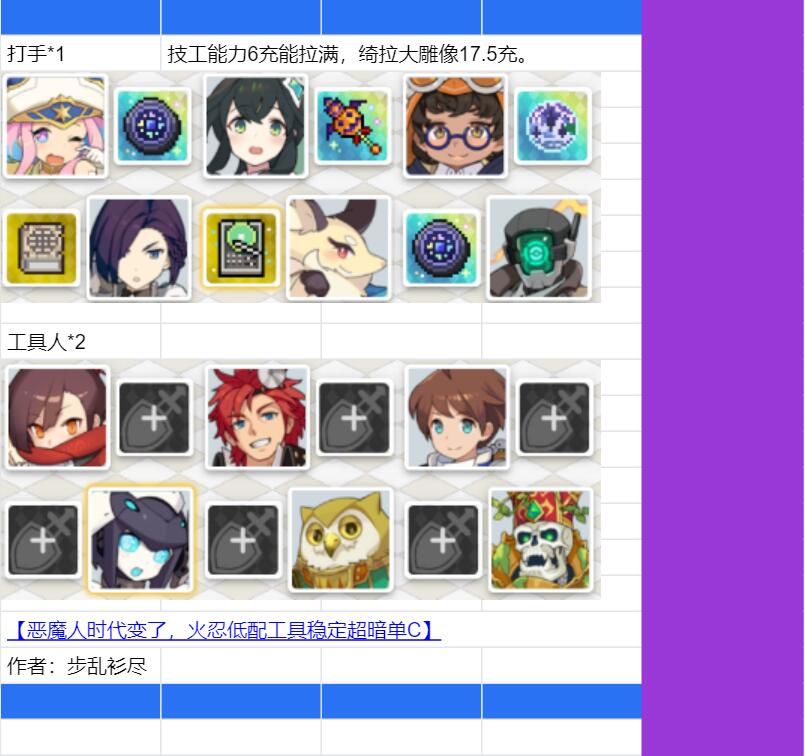 打手*1
技工能力6充能拉满，绮拉大雕像17.5充。
工具人*2
【恶魔人时代变了，火忍低配工具稳定超暗单C】
作者：步乱衫尽